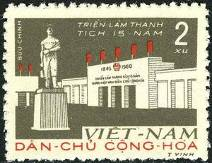 BƯU-CHÍNH
TRIỂN-LÃM THÀNH
TÍCH 15-NĂM
2
XU
1945 1960
VIỆT-NAM
DÂN-CHỦ CỘNG-HÒA
T. VINH